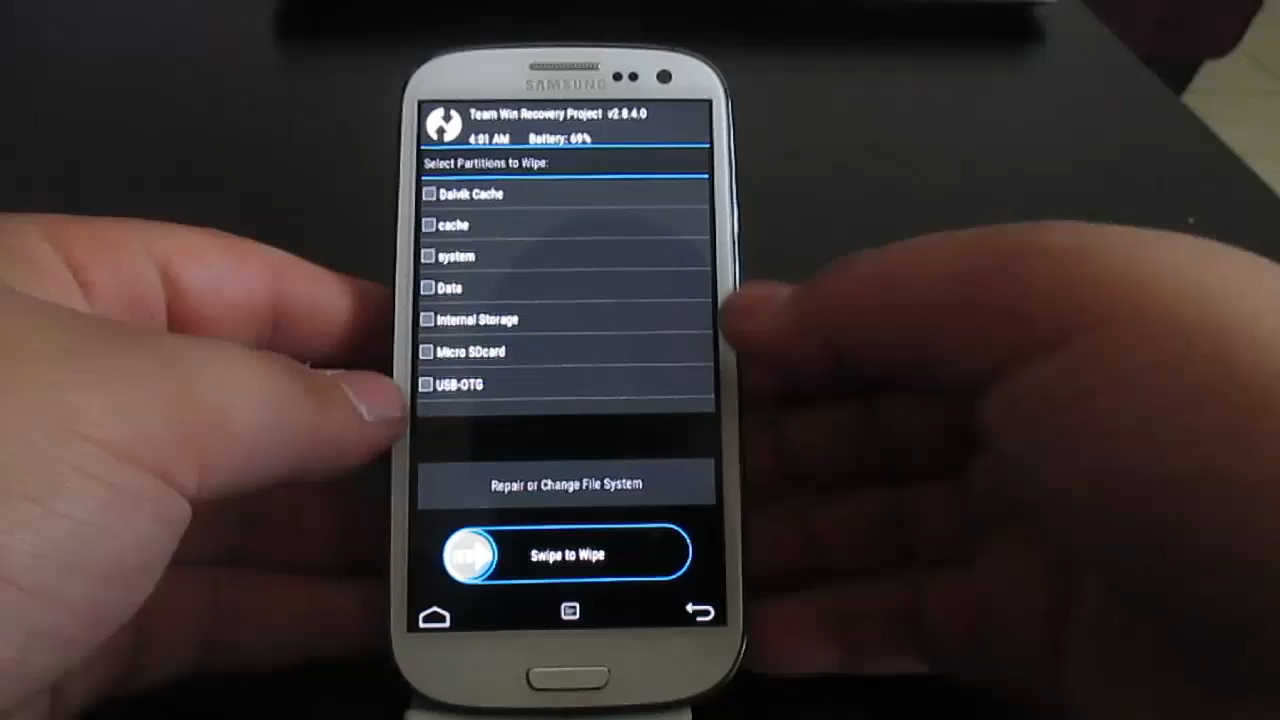 SAMSUNG
Team Win Recovery Project v2.8.4.0
4:01 AM Battery: 69%
Select Partitions to Wipe:
Dalvik Cache
cache
system
Data
Internal Storage
Micro SDcard
USB-OTG
Repair or Change File System
Swipe to Wipe